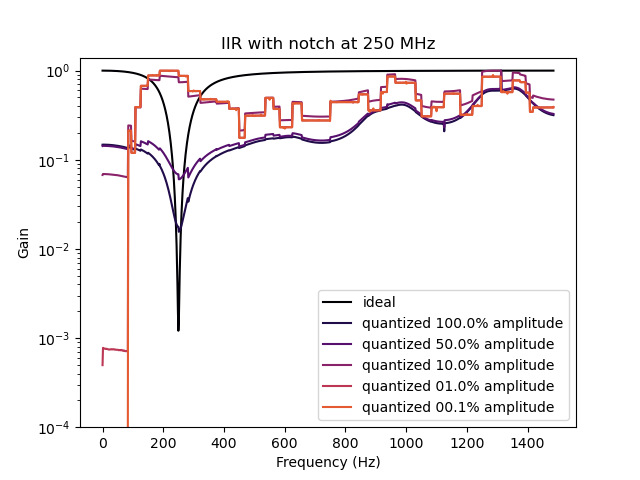 IIR with notch at 250 MHz
10⁰
10⁻¹
10⁻²
10⁻³
10⁻⁴
Gain
ideal
quantized 100.0% amplitude
quantized 50.0% amplitude
quantized 10.0% amplitude
quantized 01.0% amplitude
quantized 00.1% amplitude
0 200 400 600 800 1000 1200 1400
Frequency (Hz)